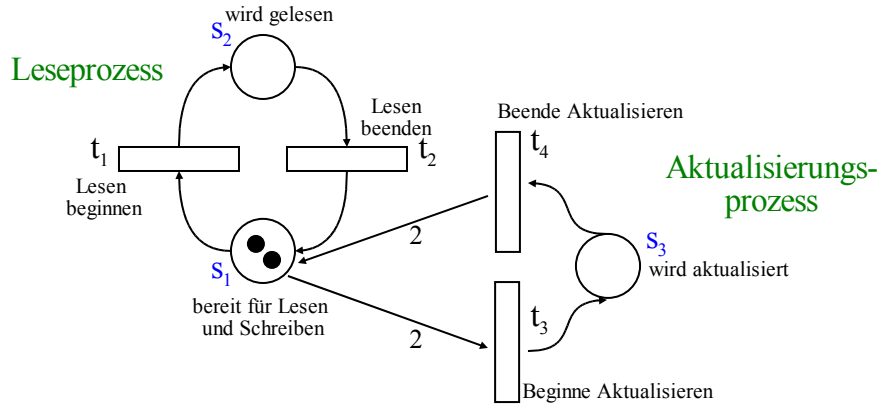 wird gelesen
s2
Leseprozess
Lesen
beenden
Beende Aktualisieren
t1
t2
t4
Lesen
beginnen
Aktualisierungs-
prozess
2
s3
s1
wird aktualisiert
bereit für Lesen
und Schreiben
t3
2
Beginne Aktualisieren